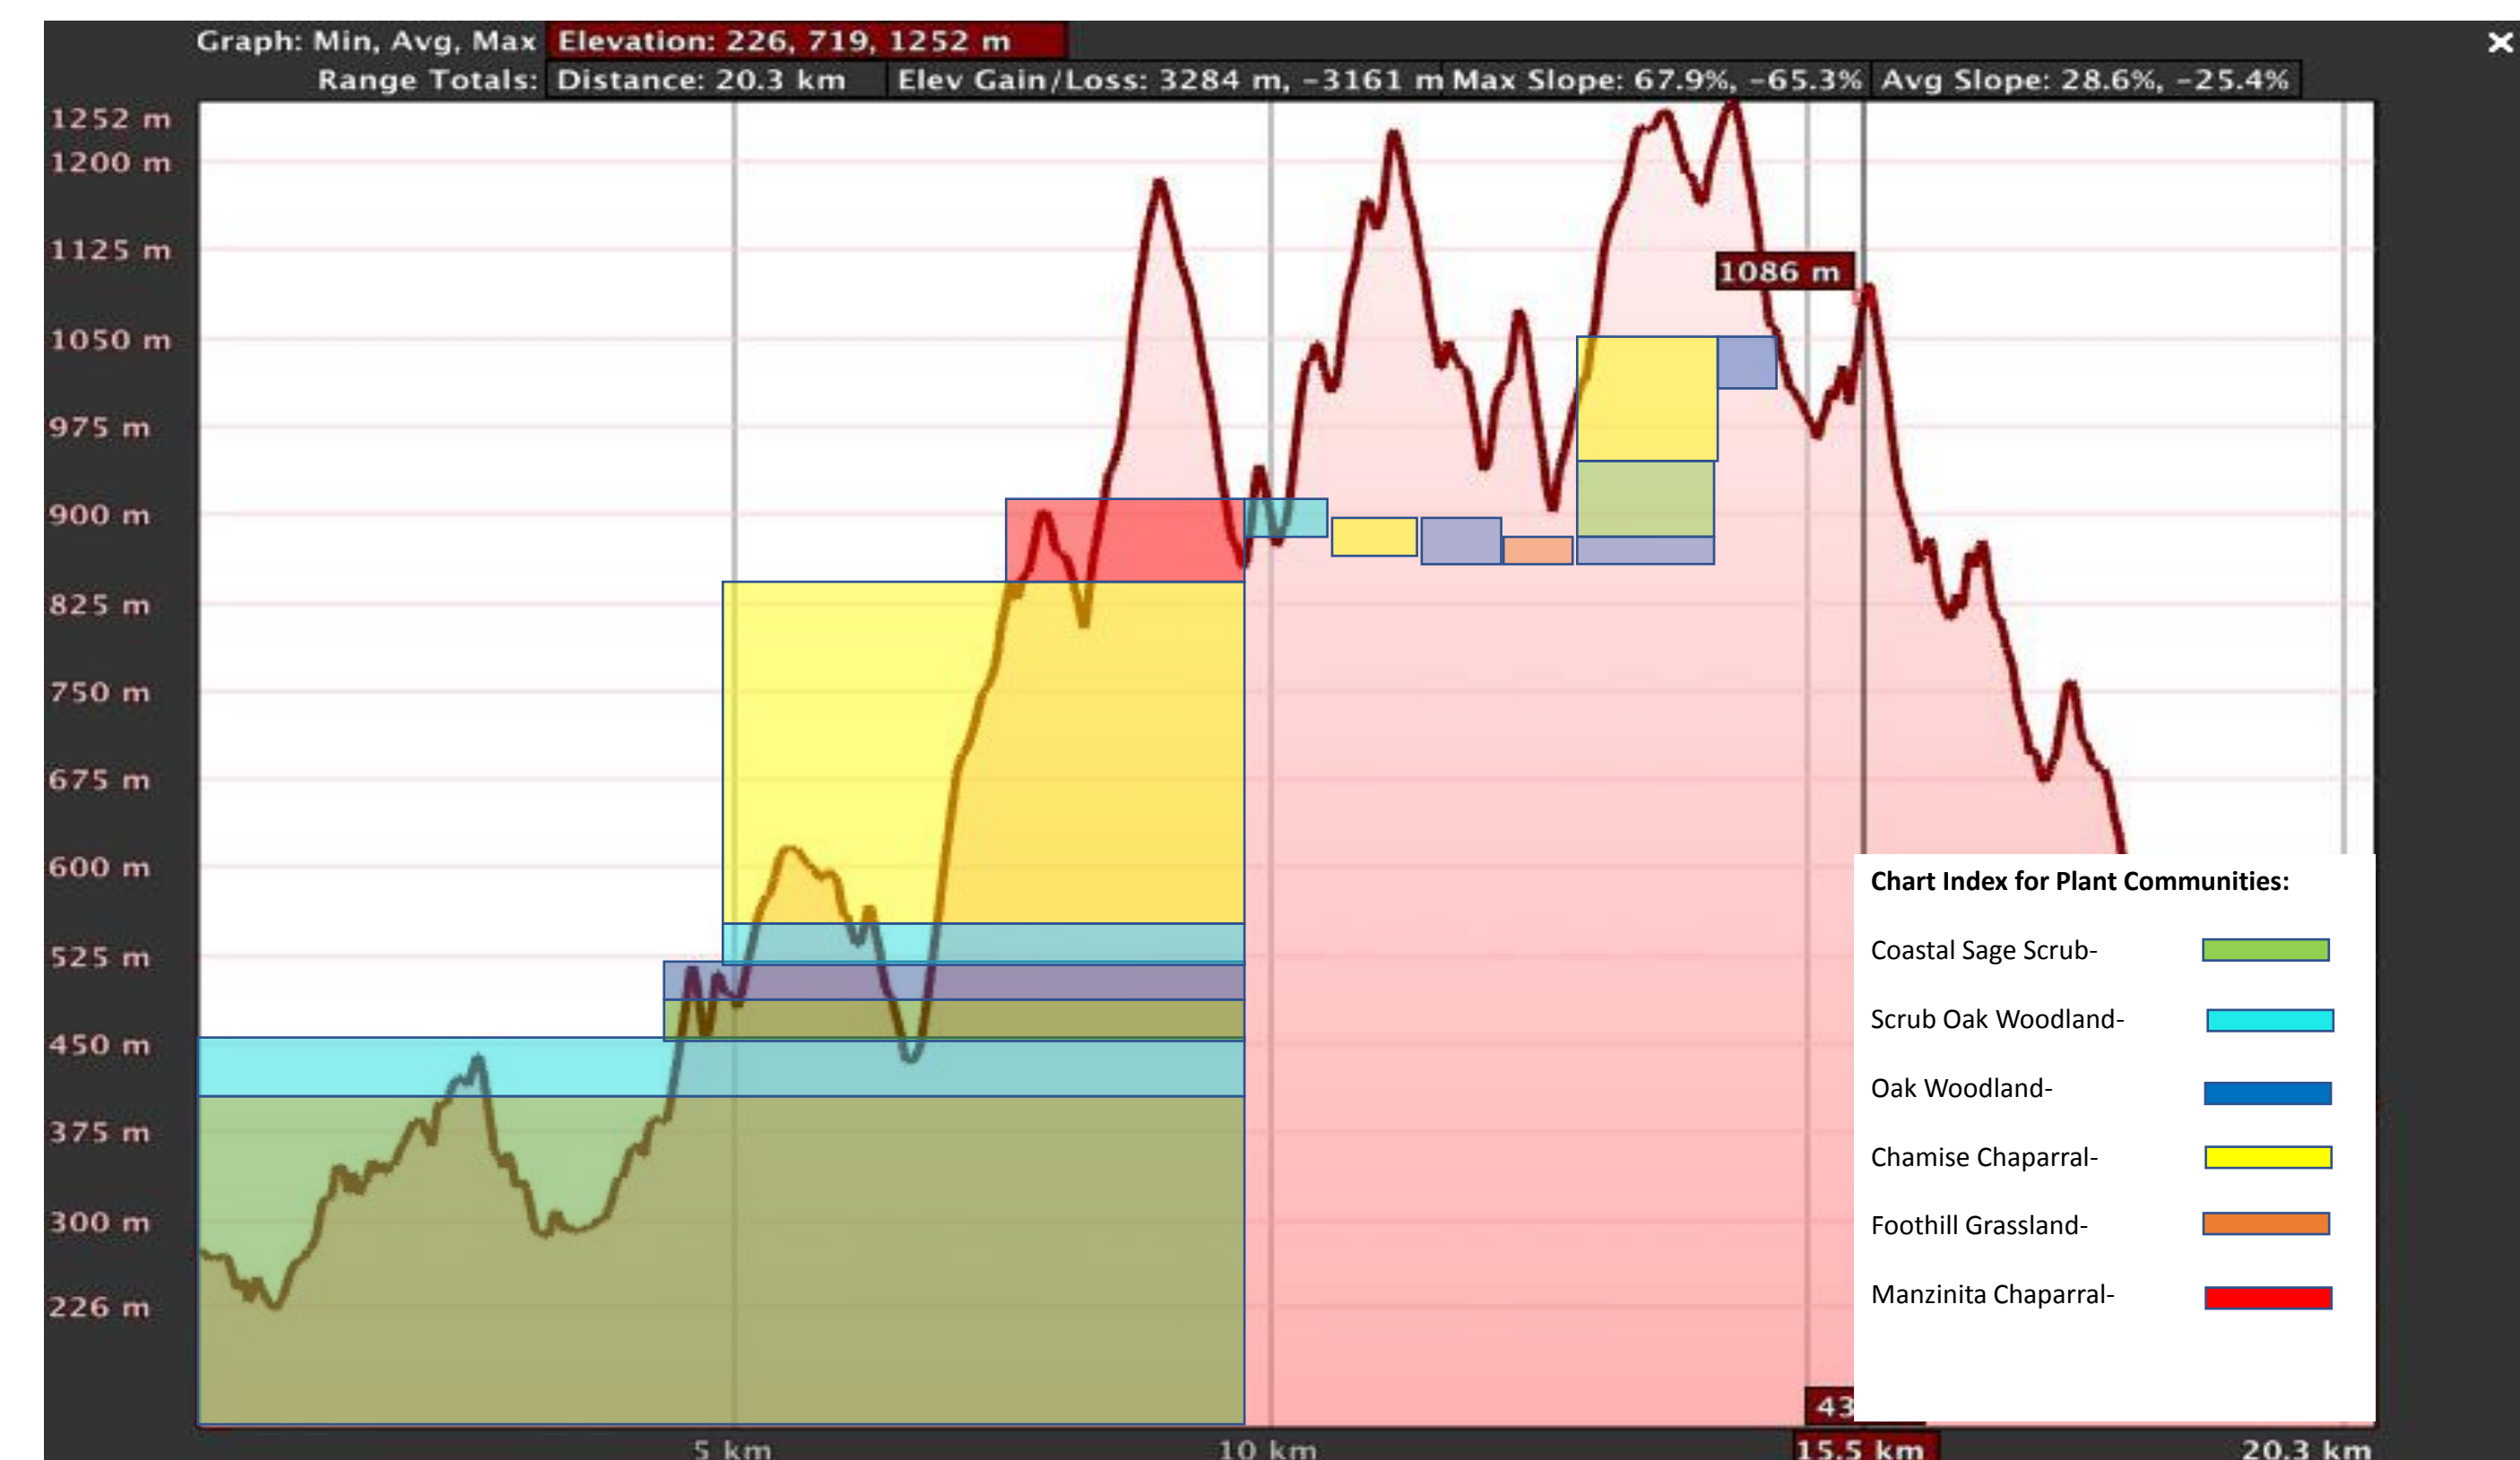 Graph: Min, Avg, Max Elevation: 226, 719, 1252 m
Range Totals: Distance: 20.3 km Elev Gain/Loss: 3284 m, -3161 m Max Slope: 67.9%, -65.3% Avg Slope: 28.6%, -25.4%
1252 m
1200 m
1125 m
1086 m
1050 m
975 m
900 m
825 m
750 m
675 m
600 m
525 m
450 m
375 m
300 m
226 m
Chart Index for Plant Communities:
Coastal Sage Scrub-
Scrub Oak Woodland-
Oak Woodland-
Chamise Chaparral-
Foothill Grassland-
Manzinita Chaparral-
43
5 km 10 km 15.5 km 20.3 km